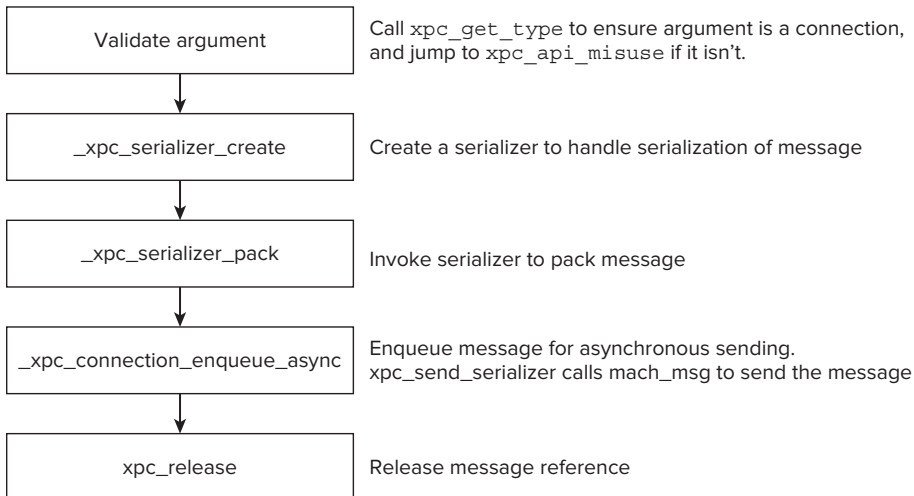 Validate argument
Call xpc_get_type to ensure argument is a connection,
and jump to xpc_api_misuse if it isn't.
_xpc_serializer_create
Create a serializer to handle serialization of message
_xpc_serializer_pack
Invoke serializer to pack message
_xpc_connection_enqueue_async
Enqueue message for asynchronous sending.
xpc_send_serializer calls mach_msg to send the message
xpc_release
Release message reference